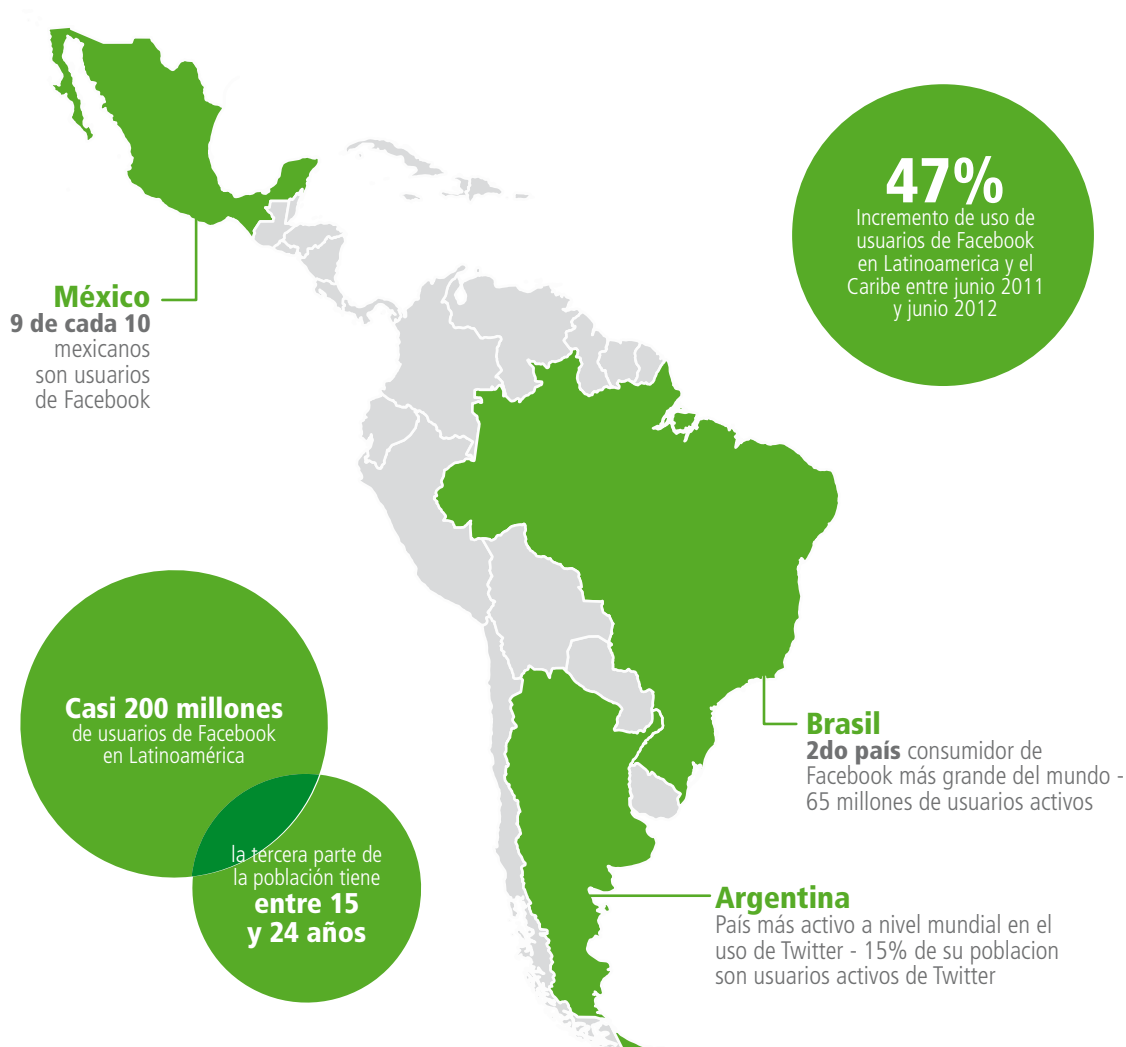 47%
Incremento de uso de
usuarios de Facebook
en Latinoamerica y el
Caribe entre junio 2011
y junio 2012
México
9 de cada 10
mexicanos
son usuarios
de Facebook
Casi 200 millones
de usuarios de Facebook
en Latinoamérica
la tercera parte de
la población tiene
entre 15
y 24 años
Brasil
2do país consumidor de
Facebook más grande del mundo -
65 millones de usuarios activos
Argentina
País más activo a nivel mundial en el
uso de Twitter - 15% de su poblacion
son usuarios activos de Twitter